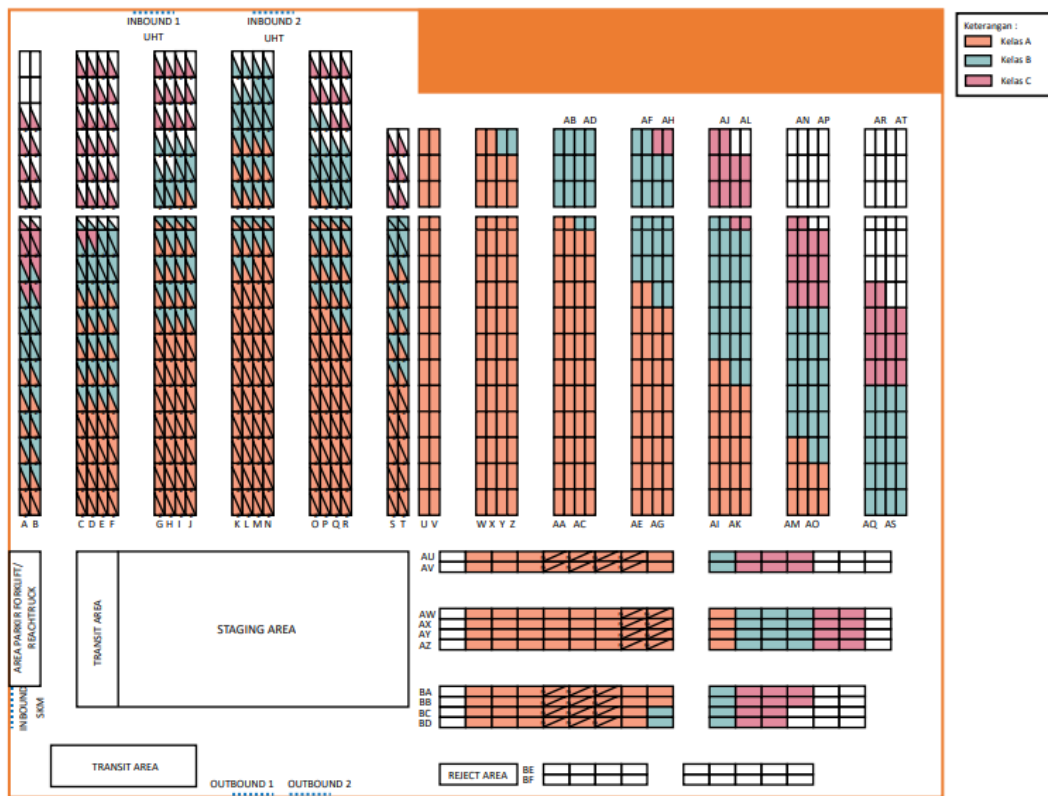 INBOUND 1
INBOUND 2
UHT
UHT
Keterangan :
Kelas A
Kelas B
Kelas C
AB AD
AF AH
AJ AL
AN AP
AR AT
A B
C D E F
G H I J
K L M N
O P Q R
S T
U V
W X Y Z
AA AC
AE AG
AI AK
AM AO
AQ AS
AREA PARKIR FORKLIFT/
REACHTRUCK
TRANSIT AREA
STAGING AREA
AU
AV
AW
AX
AY
AZ
INBOUND
SKM
BA
BB
BC
BD
TRANSIT AREA
REJECT AREA
BE
BF
OUTBOUND 1
OUTBOUND 2